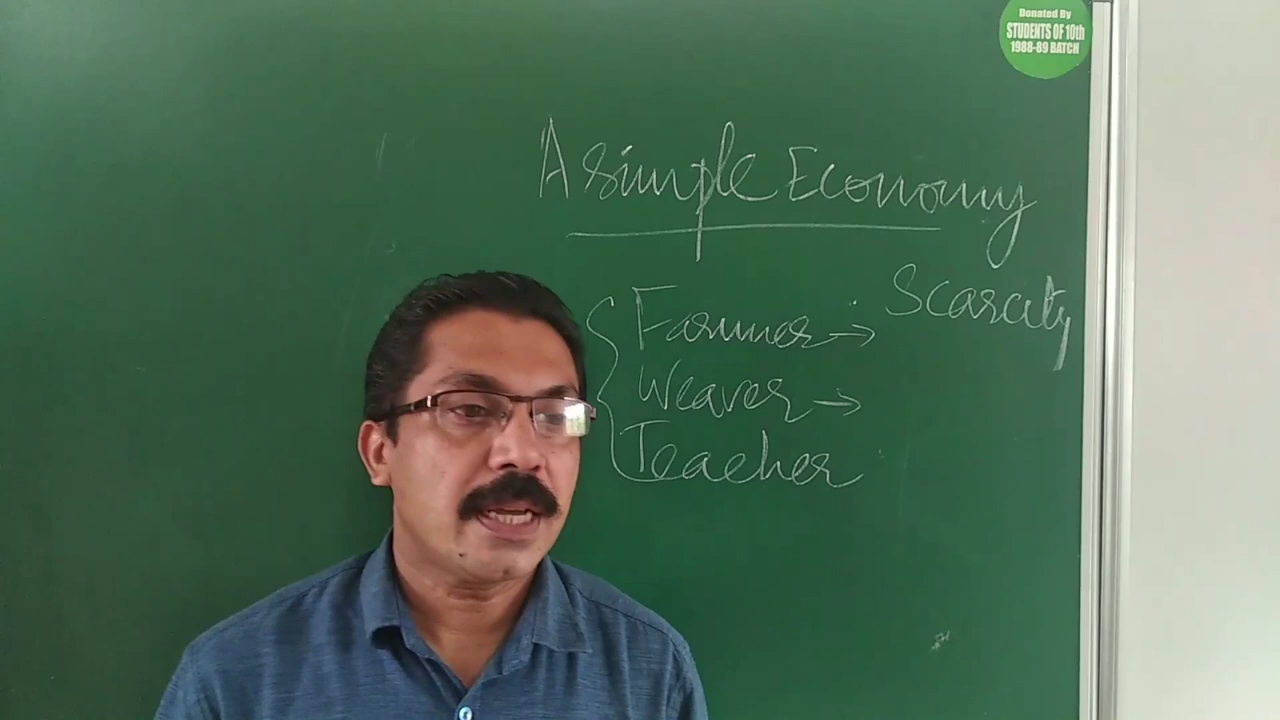 Donated By
STUDENTS OF 10th
1988-89 BATCH
A simple Economy
Scarcity
Farmer →
Weaver →
Teacher